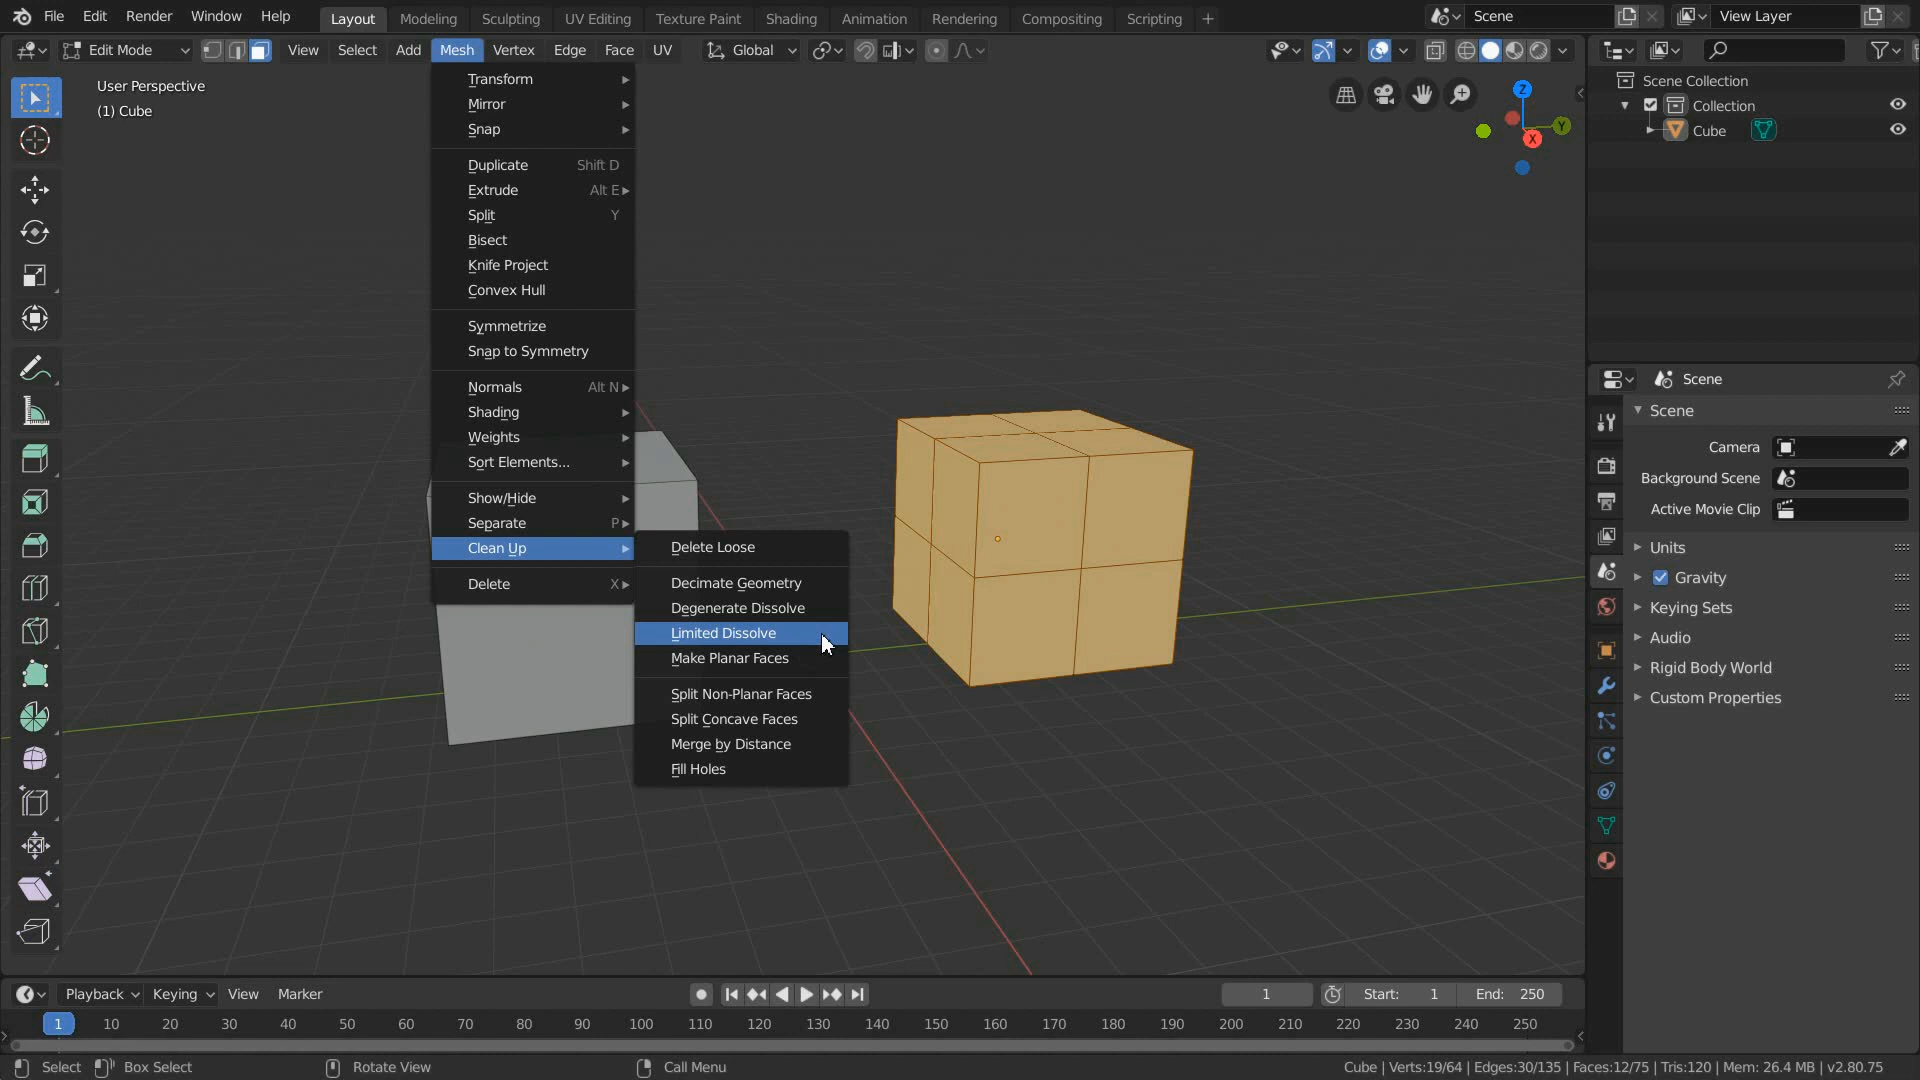 File Edit Render Window Help Layout Modeling Sculpting UV Editing Texture Paint Shading Animation Rendering Compositing Scripting + Scene View Layer
Edit Mode View Select Add Mesh Vertex Edge Face UV Global
User Perspective
(1) Cube
Transform
Mirror
Snap
Duplicate Shift D
Extrude Alt E
Split Y
Bisect
Knife Project
Convex Hull
Symmetrize
Snap to Symmetry
Normals Alt N
Shading
Weights
Sort Elements...
Show/Hide
Separate P
Clean Up
Delete X
Delete Loose
Decimate Geometry
Degenerate Dissolve
Limited Dissolve
Make Planar Faces
Split Non-Planar Faces
Split Concave Faces
Merge by Distance
Fill Holes
Z
Y
X
Scene Collection
Collection
Cube
Scene
Scene
Camera
Background Scene
Active Movie Clip
Units
Gravity
Keying Sets
Audio
Rigid Body World
Custom Properties
Playback Keying View Marker 1 Start: 1 End: 250
1 10 20 30 40 50 60 70 80 90 100 110 120 130 140 150 160 170 180 190 200 210 220 230 240 250
Select Box Select Rotate View Call Menu Cube | Verts:19/64 | Edges:30/135 | Faces:12/75 | Tris:120 | Mem: 26.4 MB | v2.80.75